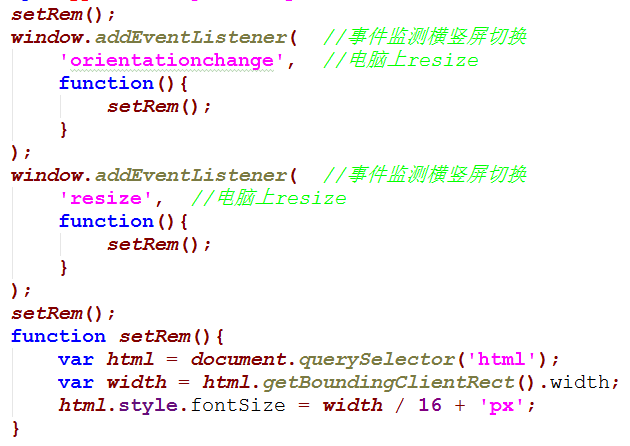 setRem();
window.addEventListener(  //事件监测横竖屏切换
    'orientationchange',  //电脑上resize
    function(){
        setRem();
    }
);
window.addEventListener(  //事件监测横竖屏切换
    'resize',  //电脑上resize
    function(){
        setRem();
    }
);
setRem();
function setRem(){
    var html = document.querySelector('html');
    var width = html.getBoundingClientRect().width;
    html.style.fontSize = width / 16 + 'px';
}